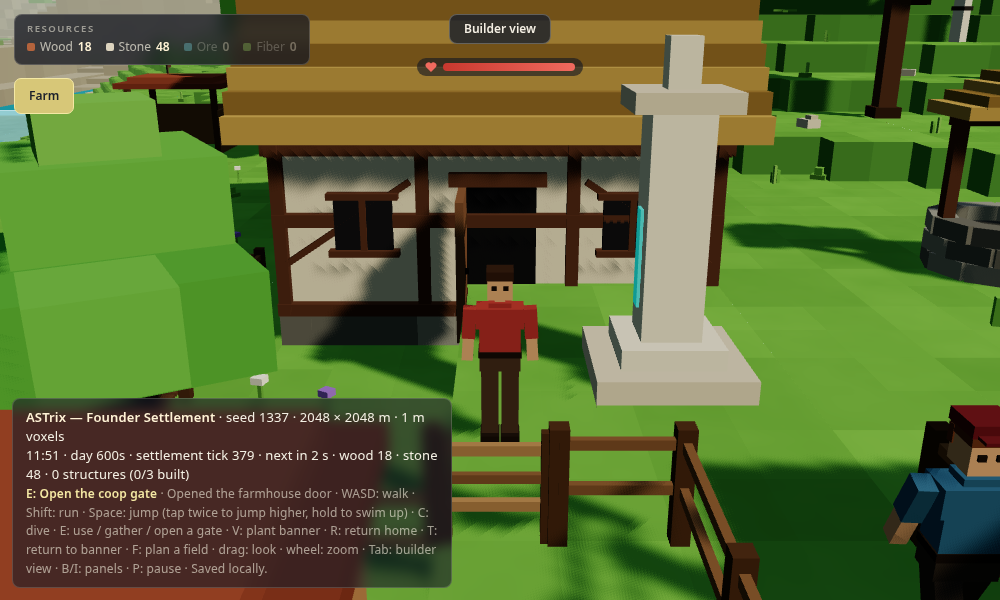 RESOURCES
Wood 18 Stone 48 Ore 0 Fiber 0
Builder view
Farm
ASTrix — Founder Settlement · seed 1337 · 2048 × 2048 m · 1 m
voxels
11:51 · day 600s · settlement tick 379 · next in 2 s · wood 18 · stone
48 · 0 structures (0/3 built)
E: Open the coop gate · Opened the farmhouse door · WASD: walk ·
Shift: run · Space: jump (tap twice to jump higher, hold to swim up) · C:
dive · E: use / gather / open a gate · V: plant banner · R: return home · T:
return to banner · F: plan a field · drag: look · wheel: zoom · Tab: builder
view · B/I: panels · P: pause · Saved locally.